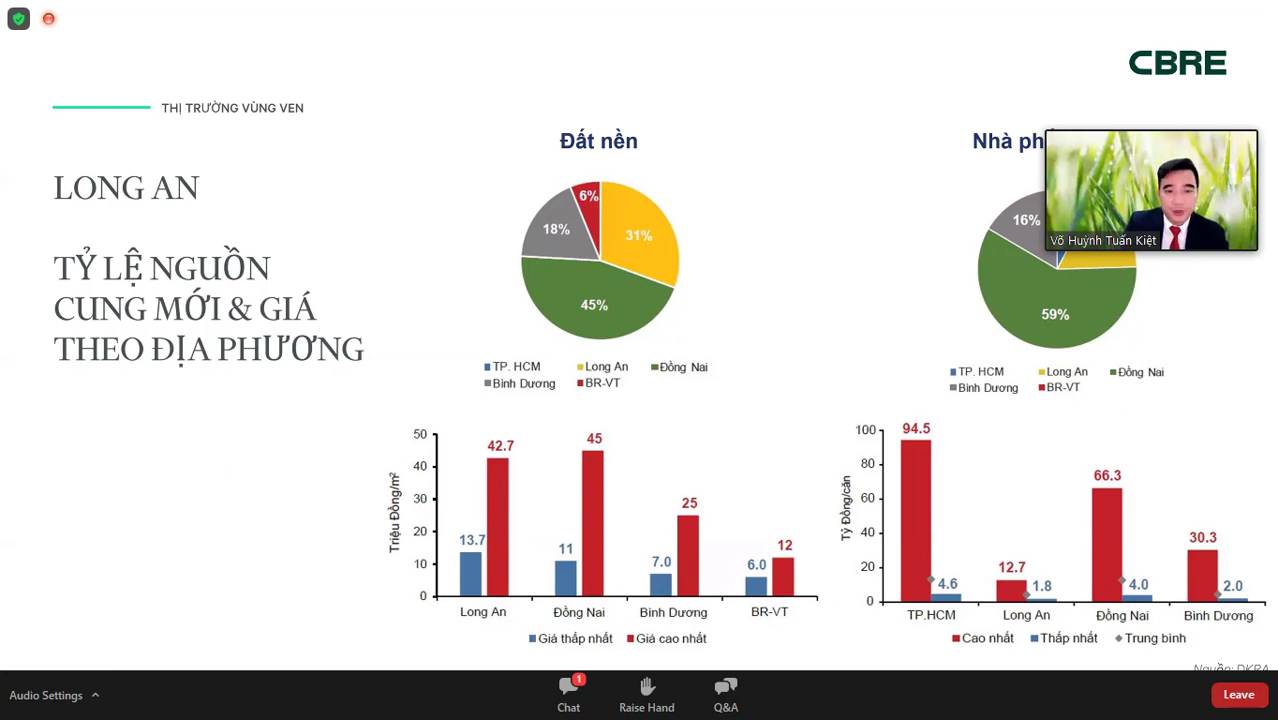 CBRE
THỊ TRƯỜNG VÙNG VEN
LONG AN
TỶ LỆ NGUỒN
CUNG MỚI & GIÁ
THEO ĐỊA PHƯƠNG
Đất nền
6%
31%
18%
45%
TP. HCM Long An Đồng Nai
Bình Dương BR-VT
Nhà
Võ Huỳnh Tuấn Kiệt
16%
59%
TP. HCM Long An Đồng Nai
Bình Dương BR-VT
Triệu Đồng/m²
50
40
30
20
10
0
13.7 42.7
11 45
7.0 25
6.0 12
Long An Đồng Nai Bình Dương BR-VT
Giá thấp nhất Giá cao nhất
Tỷ Đồng/căn
100
80
60
40
20
0
94.5 4.6
12.7 1.8
66.3 4.0
30.3 2.0
TP.HCM Long An Đồng Nai Bình Dương
Cao nhất Thấp nhất Trung bình
Nguồn: DKRA
Audio Settings
1
Chat
Raise Hand
Q&A
Leave